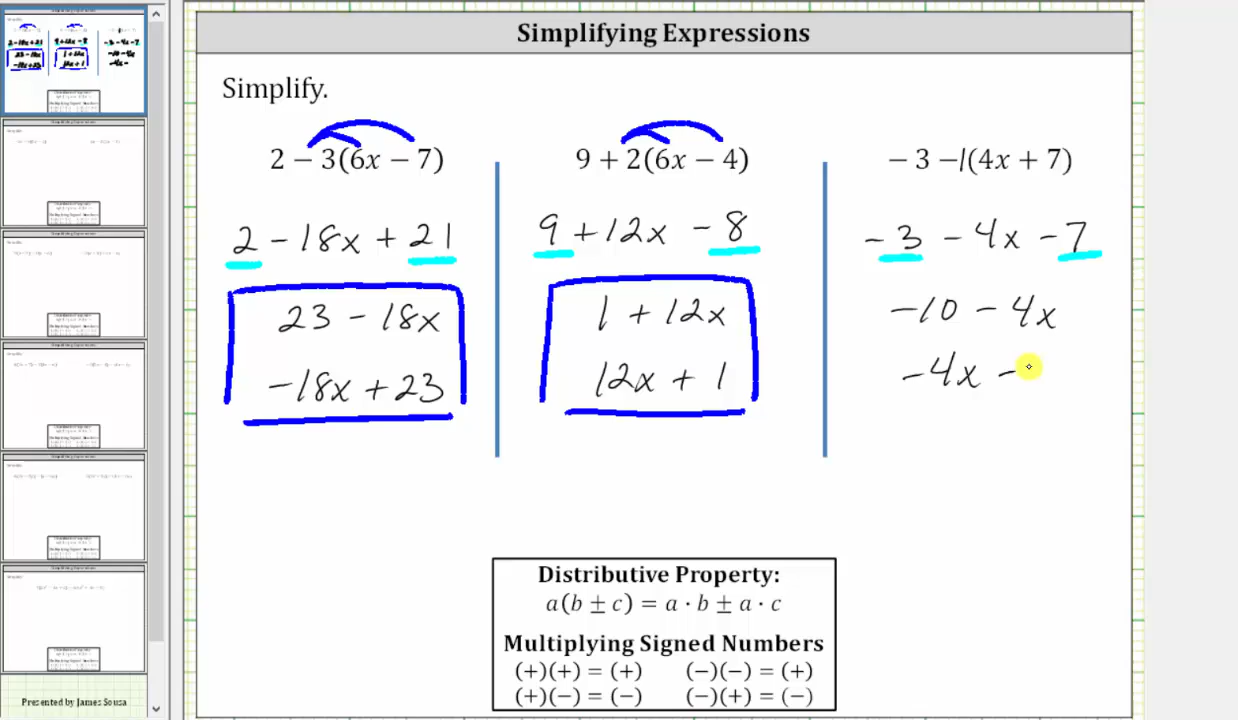 Simplifying Expressions
Simplify.
2 − 3(6x − 7)
2 − 18x + 21
23 − 18x
−18x + 23
9 + 2(6x − 4)
9 + 12x − 8
1 + 12x
12x + 1
− 3 − 1(4x + 7)
−3 − 4x − 7
−10 − 4x
−4x −
Distributive Property:
a(b ± c) = a · b ± a · c
Multiplying Signed Numbers
(+)(+) = (+) (−)(−) = (+)
(+)(−) = (−) (−)(+) = (−)
Presented by James Sousa